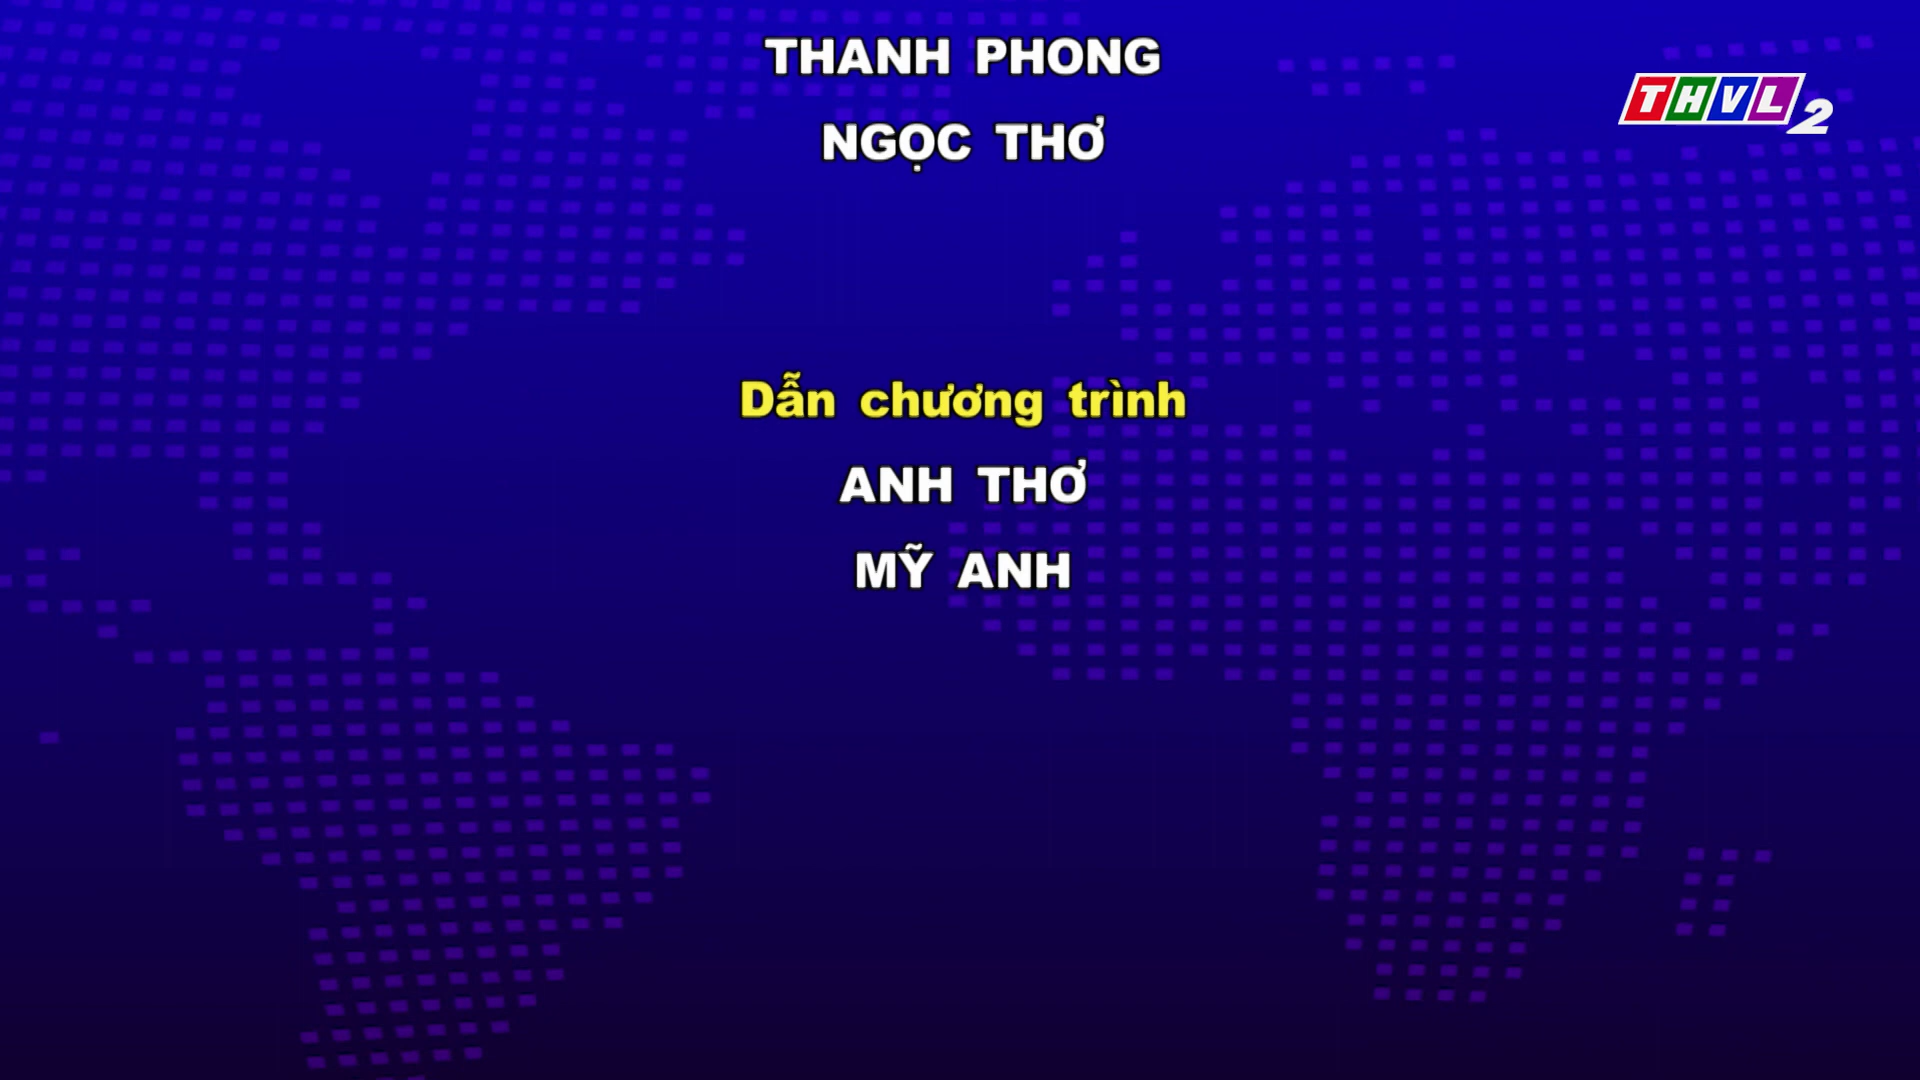 THANH PHONG
THVL2
NGỌC THƠ
Dẫn chương trình
ANH THƠ
MỸ ANH